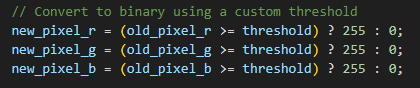 // Convert to binary using a custom threshold
new_pixel_r = (old_pixel_r >= threshold) ? 255 : 0;
new_pixel_g = (old_pixel_g >= threshold) ? 255 : 0;
new_pixel_b = (old_pixel_b >= threshold) ? 255 : 0;